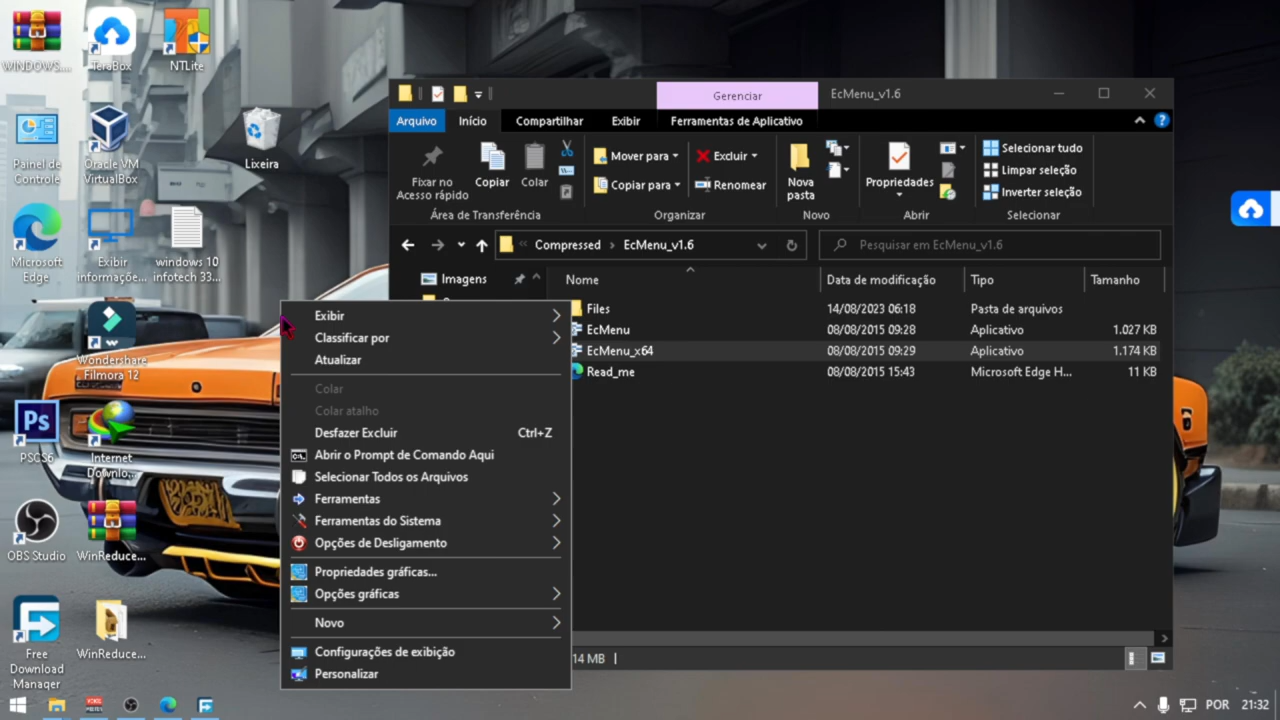 WINDOWS....
TeraBox
NTLite
Painel de
Controle
Oracle VM
VirtualBox
Lixeira
Microsoft
Edge
Exibir
informaçõe...
windows 10
infotech 33...
Wondershare
Filmora 12
PSCS6
Internet
Downlo...
OBS Studio
WinReduce...
Free
Download
Manager
WinReduce...
Gerenciar
EcMenu_v1.6
Arquivo
Início
Compartilhar
Exibir
Ferramentas de Aplicativo
Fixar no
Acesso rápido
Copiar
Colar
Mover para
Copiar para
Excluir
Renomear
Nova
pasta
Propriedades
Selecionar tudo
Limpar seleção
Inverter seleção
Área de Transferência
Organizar
Novo
Abrir
Selecionar
Compressed
EcMenu_v1.6
Pesquisar em EcMenu_v1.6
Imagens
Nome
Data de modificação
Tipo
Tamanho
Files 14/08/2023 06:18 Pasta de arquivos
EcMenu 08/08/2015 09:28 Aplicativo 1.027 KB
EcMenu_x64 08/08/2015 09:29 Aplicativo 1.174 KB
Read_me 08/08/2015 15:43 Microsoft Edge H... 11 KB
Exibir
Classificar por
Atualizar
Colar
Colar atalho
Desfazer Excluir Ctrl+Z
Abrir o Prompt de Comando Aqui
Selecionar Todos os Arquivos
Ferramentas
Ferramentas do Sistema
Opções de Desligamento
Propriedades gráficas...
Opções gráficas
Novo
Configurações de exibição
Personalizar
14 MB
POR
21:32